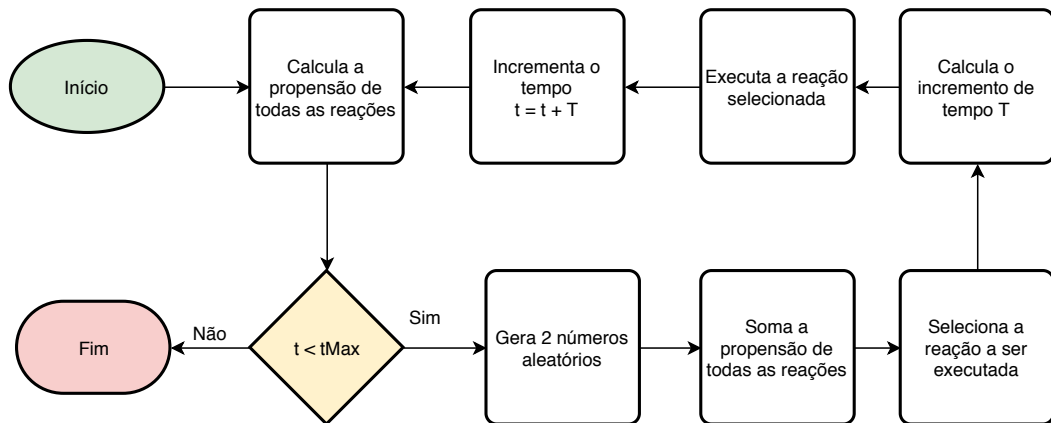 Início
Calcula a
propensão de
todas as reações
Incrementa o
tempo
t = t + T
Executa a reação
selecionada
Calcula o
incremento de
tempo T
Fim
Não
t < tMax
Sim
Gera 2 números
aleatórios
Soma a
propensão de
todas as reações
Seleciona a
reação a ser
executada